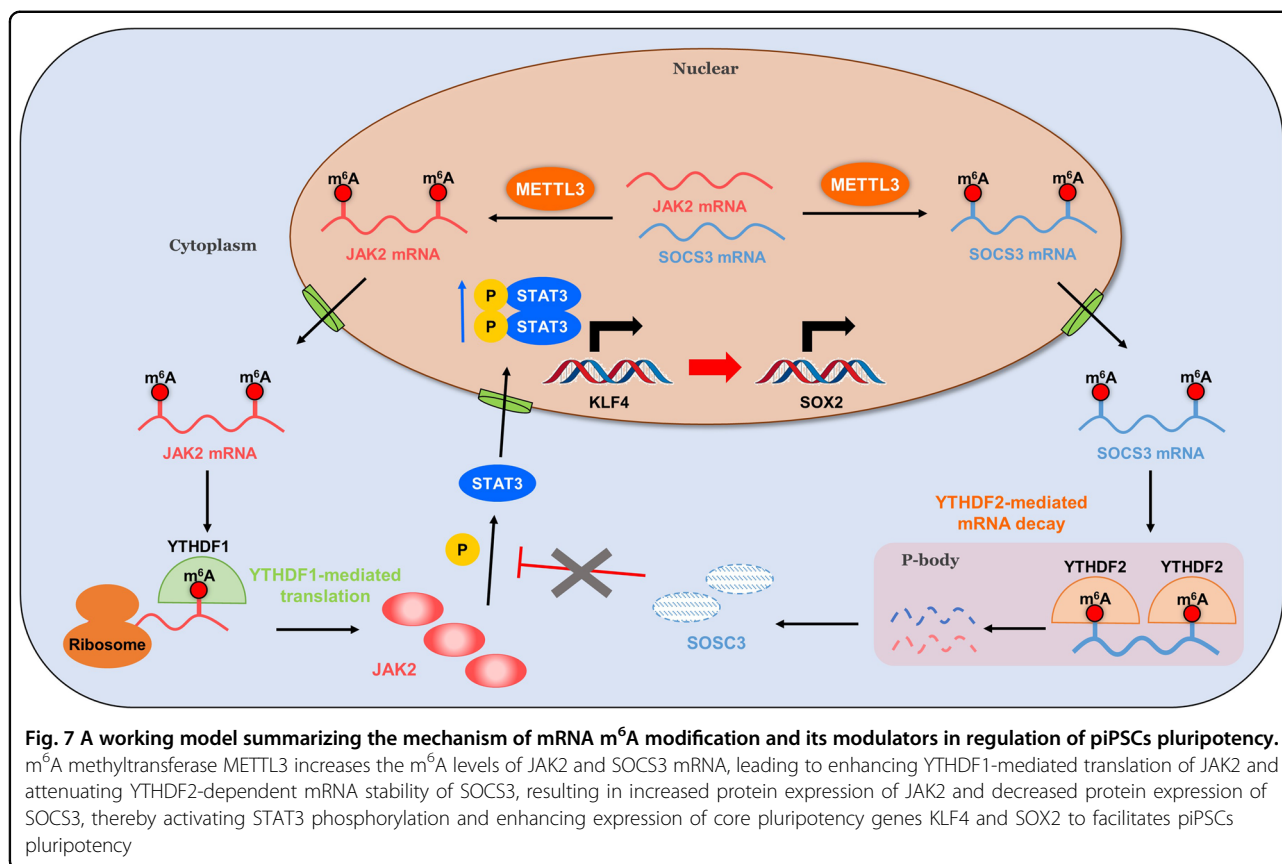 Nuclear
m⁶A m⁶A
METTL3
METTL3
m⁶A m⁶A
JAK2 mRNA
SOCS3 mRNA
JAK2 mRNA
SOCS3 mRNA
Cytoplasm
P STAT3
P STAT3
KLF4
SOX2
m⁶A m⁶A
JAK2 mRNA
m⁶A m⁶A
SOCS3 mRNA
STAT3
P
YTHDF1
m⁶A
YTHDF1-mediated
translation
Ribosome
JAK2
SOSC3
YTHDF2-mediated
mRNA decay
P-body
YTHDF2 YTHDF2
m⁶A m⁶A
Fig. 7 A working model summarizing the mechanism of mRNA m⁶A modification and its modulators in regulation of piPSCs pluripotency.
m⁶A methyltransferase METTL3 increases the m⁶A levels of JAK2 and SOCS3 mRNA, leading to enhancing YTHDF1-mediated translation of JAK2 and
attenuating YTHDF2-dependent mRNA stability of SOCS3, resulting in increased protein expression of JAK2 and decreased protein expression of
SOCS3, thereby activating STAT3 phosphorylation and enhancing expression of core pluripotency genes KLF4 and SOX2 to facilitates piPSCs
pluripotency